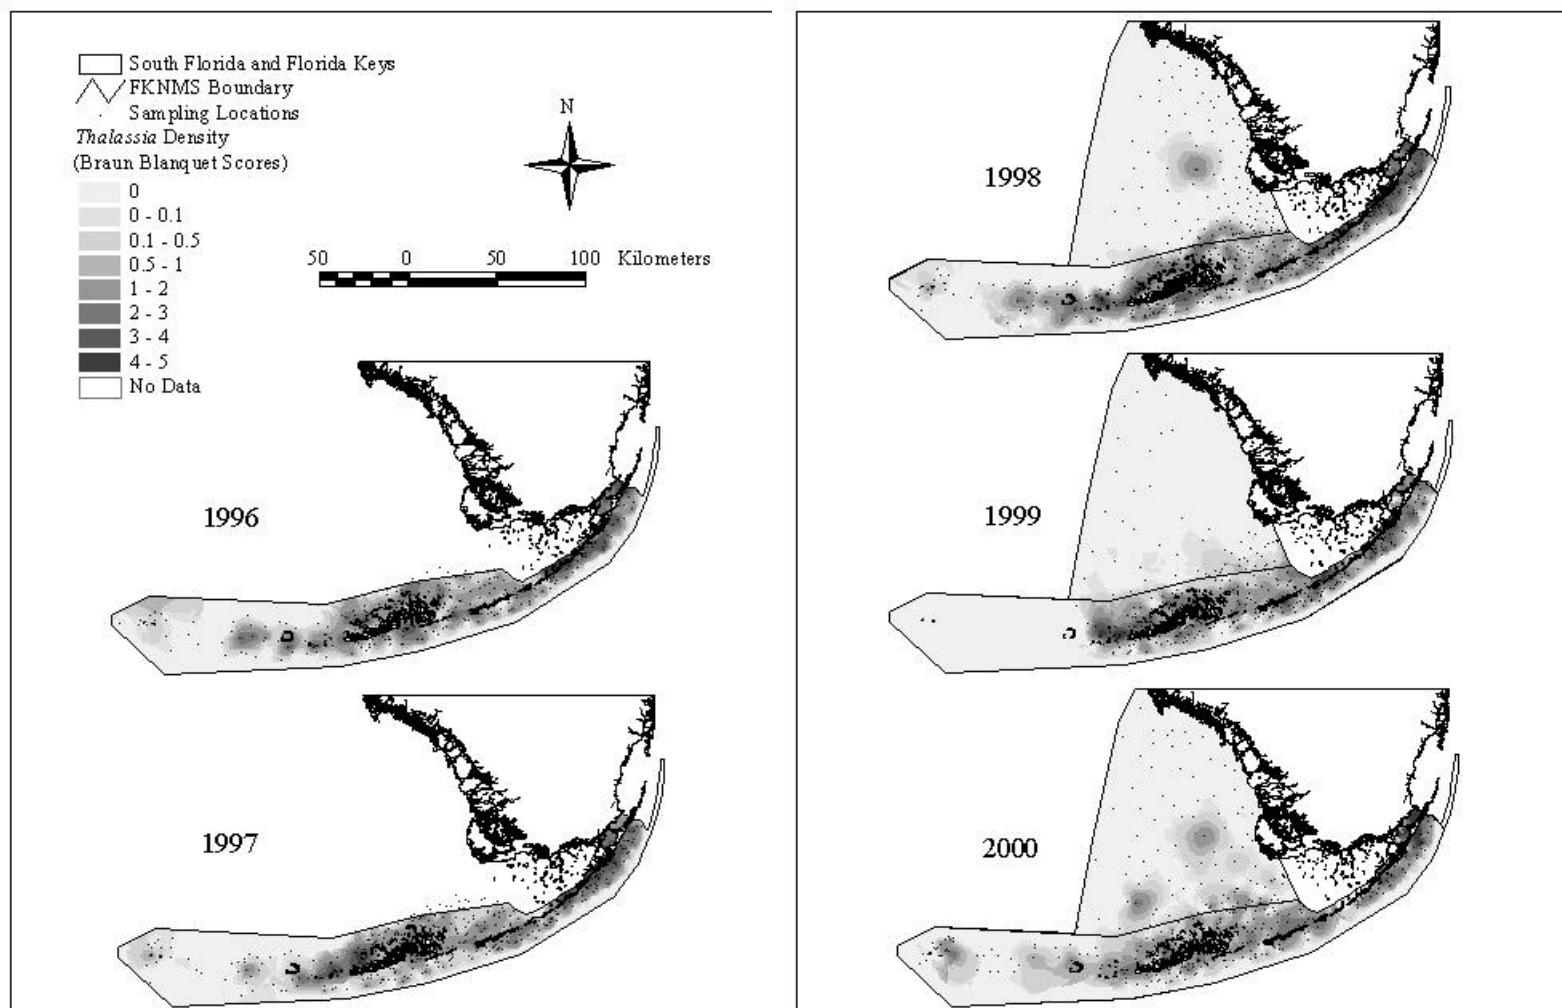 South Florida and Florida Keys
FKNMS Boundary
Sampling Locations
Thalassia Density
(Braun Blanquet Scores)
0
0 - 0.1
0.1 - 0.5
0.5 - 1
1 - 2
2 - 3
3 - 4
4 - 5
No Data
N
50 0 50 100 Kilometers
1996
1997
1998
1999
2000